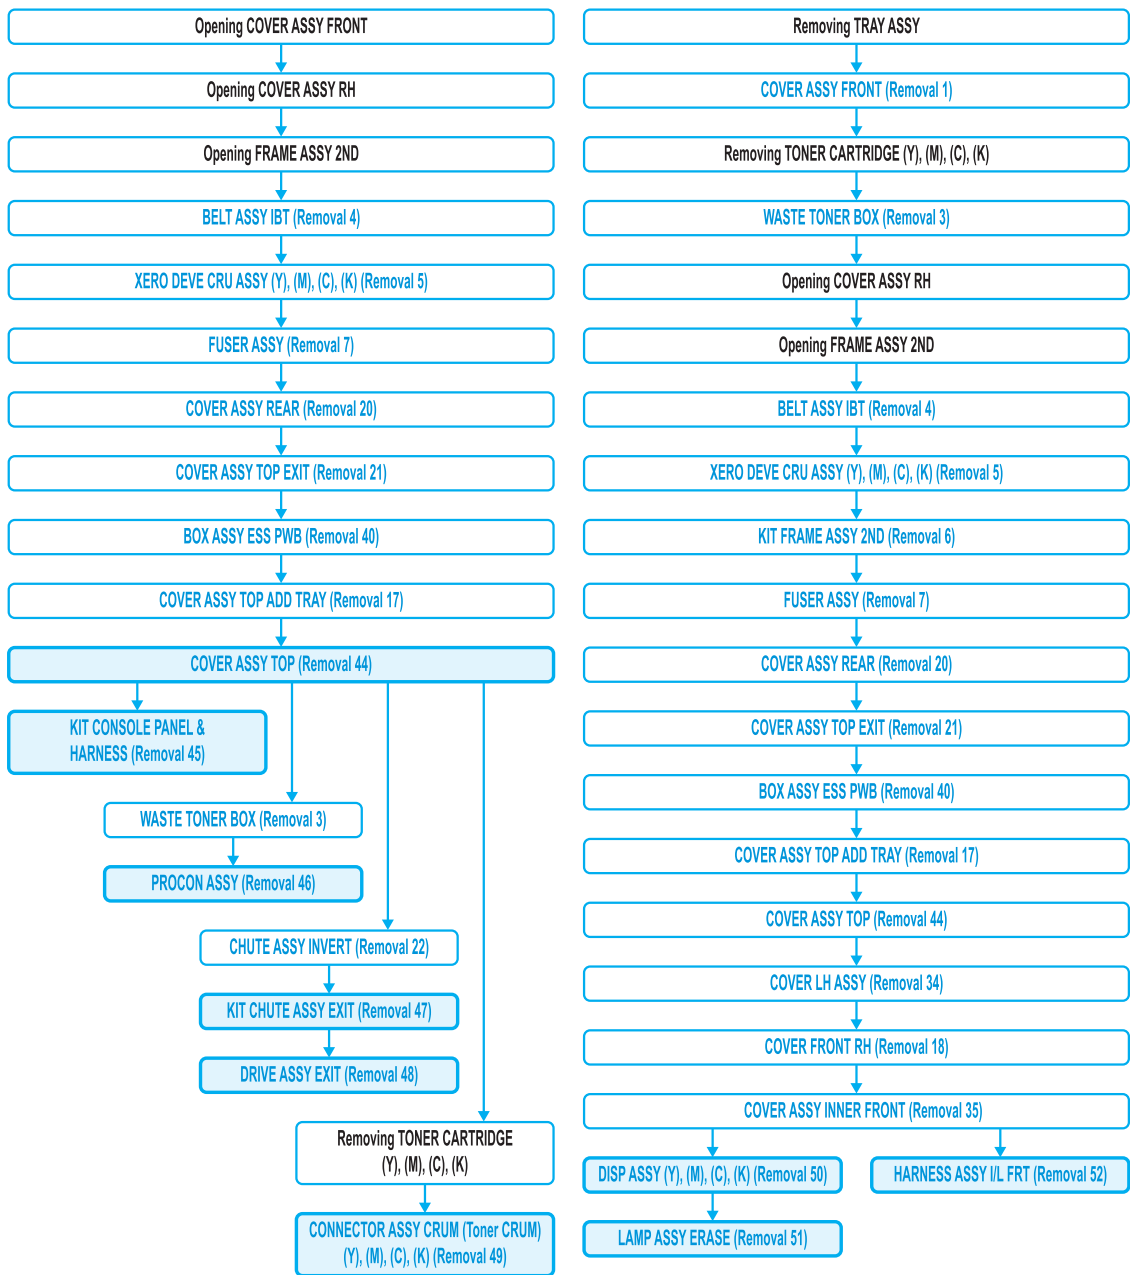 Opening COVER ASSY FRONT
Opening COVER ASSY RH
Opening FRAME ASSY 2ND
BELT ASSY IBT (Removal 4)
XERO DEVE CRU ASSY (Y), (M), (C), (K) (Removal 5)
FUSER ASSY (Removal 7)
COVER ASSY REAR (Removal 20)
COVER ASSY TOP EXIT (Removal 21)
BOX ASSY ESS PWB (Removal 40)
COVER ASSY TOP ADD TRAY (Removal 17)
COVER ASSY TOP (Removal 44)
KIT CONSOLE PANEL &
HARNESS (Removal 45)
WASTE TONER BOX (Removal 3)
PROCON ASSY (Removal 46)
CHUTE ASSY INVERT (Removal 22)
KIT CHUTE ASSY EXIT (Removal 47)
DRIVE ASSY EXIT (Removal 48)
Removing TONER CARTRIDGE
(Y), (M), (C), (K)
CONNECTOR ASSY CRUM (Toner CRUM)
(Y), (M), (C), (K) (Removal 49)
Removing TRAY ASSY
COVER ASSY FRONT (Removal 1)
Removing TONER CARTRIDGE (Y), (M), (C), (K)
WASTE TONER BOX (Removal 3)
Opening COVER ASSY RH
Opening FRAME ASSY 2ND
BELT ASSY IBT (Removal 4)
XERO DEVE CRU ASSY (Y), (M), (C), (K) (Removal 5)
KIT FRAME ASSY 2ND (Removal 6)
FUSER ASSY (Removal 7)
COVER ASSY REAR (Removal 20)
COVER ASSY TOP EXIT (Removal 21)
BOX ASSY ESS PWB (Removal 40)
COVER ASSY TOP ADD TRAY (Removal 17)
COVER ASSY TOP (Removal 44)
COVER LH ASSY (Removal 34)
COVER FRONT RH (Removal 18)
COVER ASSY INNER FRONT (Removal 35)
DISP ASSY (Y), (M), (C), (K) (Removal 50)
HARNESS ASSY I/L FRT (Removal 52)
LAMP ASSY ERASE (Removal 51)